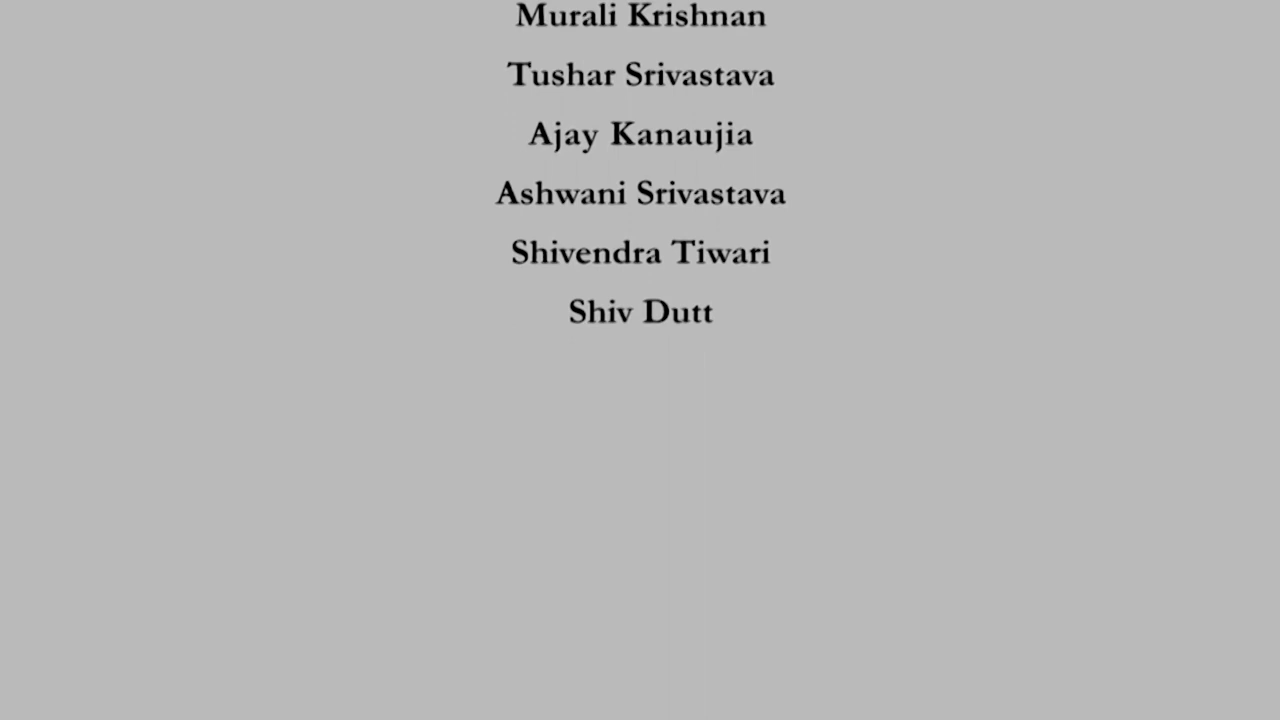 Murali Krishnan
Tushar Srivastava
Ajay Kanaujia
Ashwani Srivastava
Shivendra Tiwari
Shiv Dutt